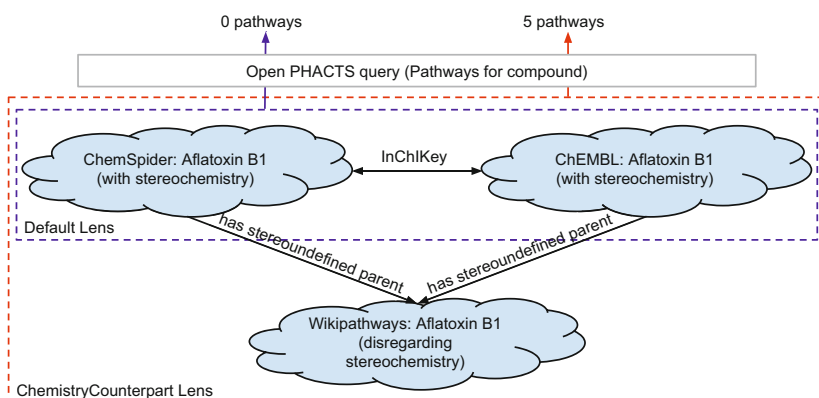 0 pathways
5 pathways
Open PHACTS query (Pathways for compound)
ChemSpider: Aflatoxin B1
(with stereochemistry)
InChIKey
ChEMBL: Aflatoxin B1
(with stereochemistry)
Default Lens
has stereoundefined parent
has stereoundefined parent
Wikipathways: Aflatoxin B1
(disregarding
stereochemistry)
ChemistryCounterpart Lens